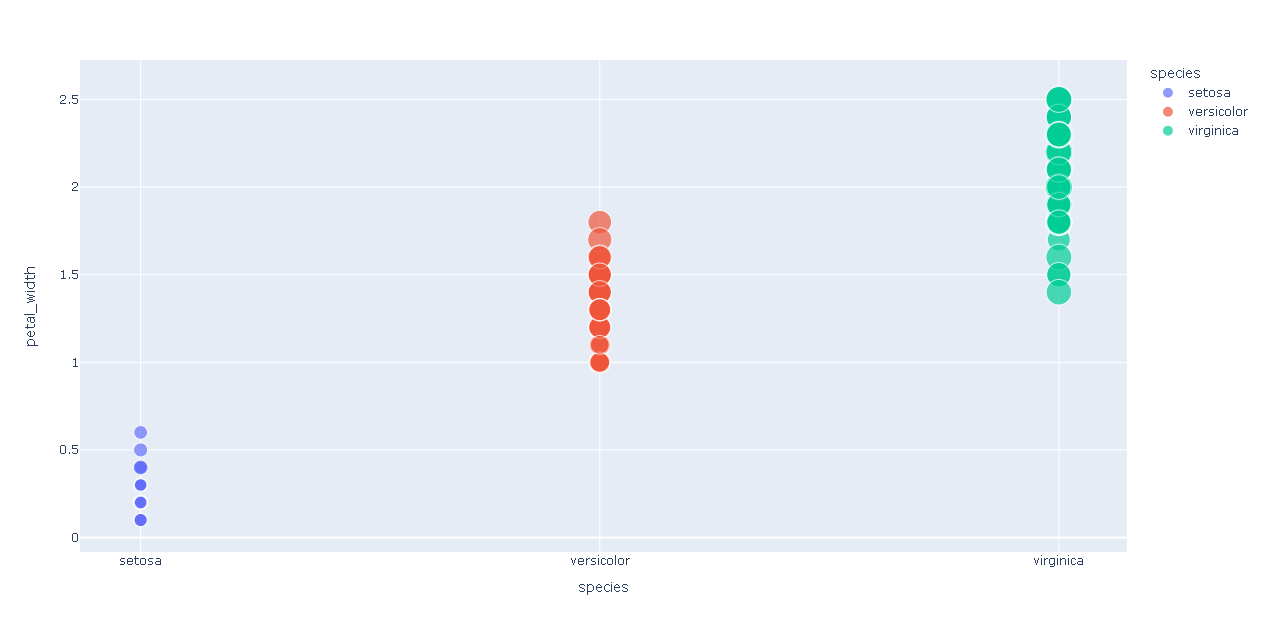 species
setosa
versicolor
virginica
petal_width
2.5
2
1.5
1
0.5
0
setosa
versicolor
virginica
species